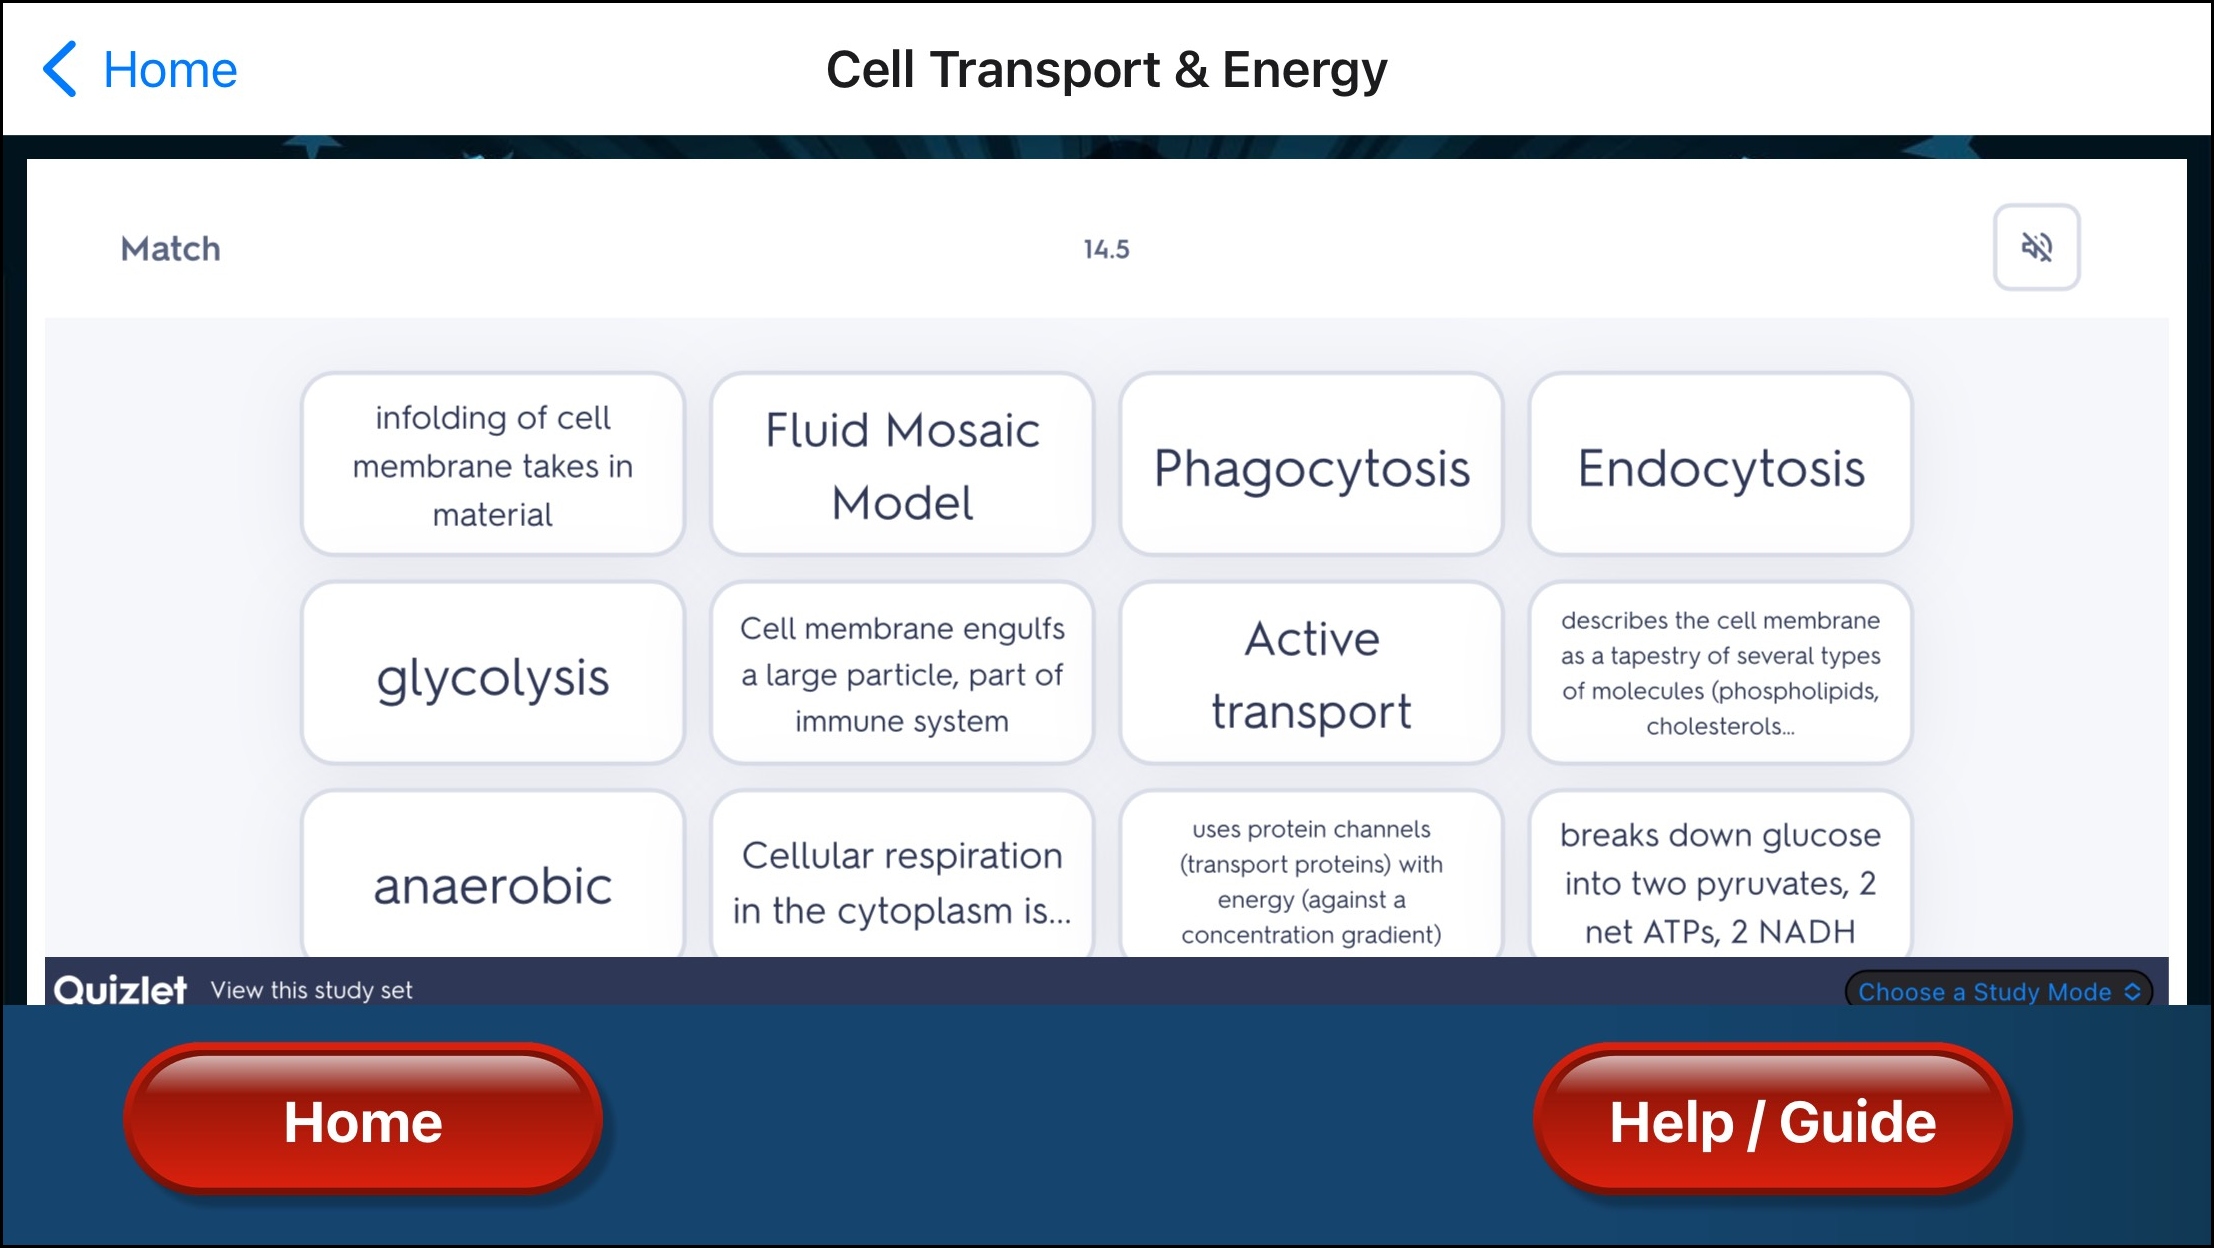 Home
Cell Transport & Energy
Match
14.5
infolding of cell
membrane takes in
material
Fluid Mosaic
Model
Phagocytosis
Endocytosis
glycolysis
Cell membrane engulfs
a large particle, part of
immune system
Active
transport
describes the cell membrane
as a tapestry of several types
of molecules (phospholipids,
cholesterols...
anaerobic
Cellular respiration
in the cytoplasm is...
uses protein channels
(transport proteins) with
energy (against a
concentration gradient)
breaks down glucose
into two pyruvates, 2
net ATPs, 2 NADH
Quizlet
View this study set
Choose a Study Mode
Home
Help / Guide